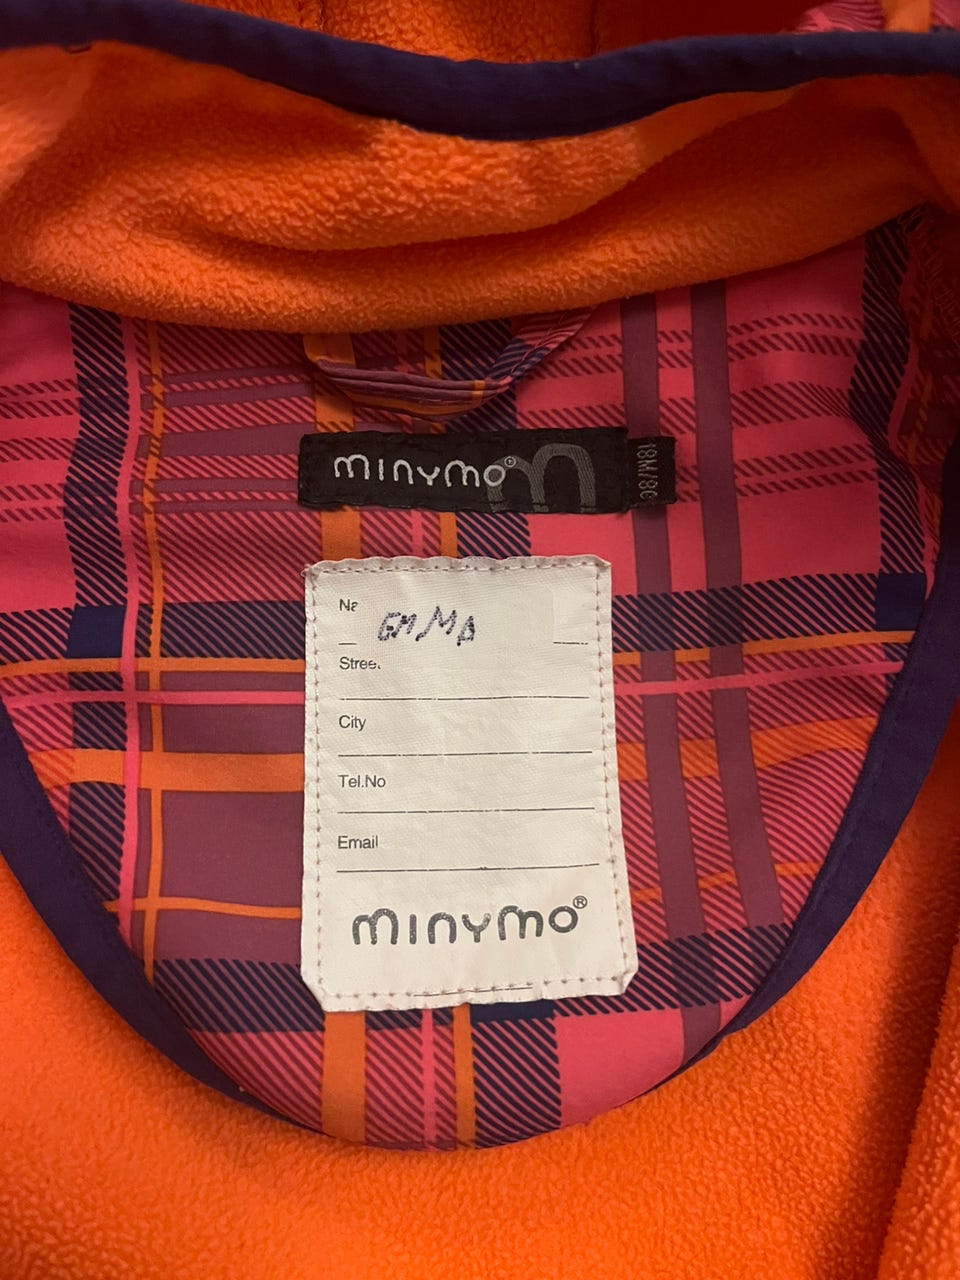 minymo®
18M/86
Na
EMMA
Stree
City
Tel.No
Email
minymo®